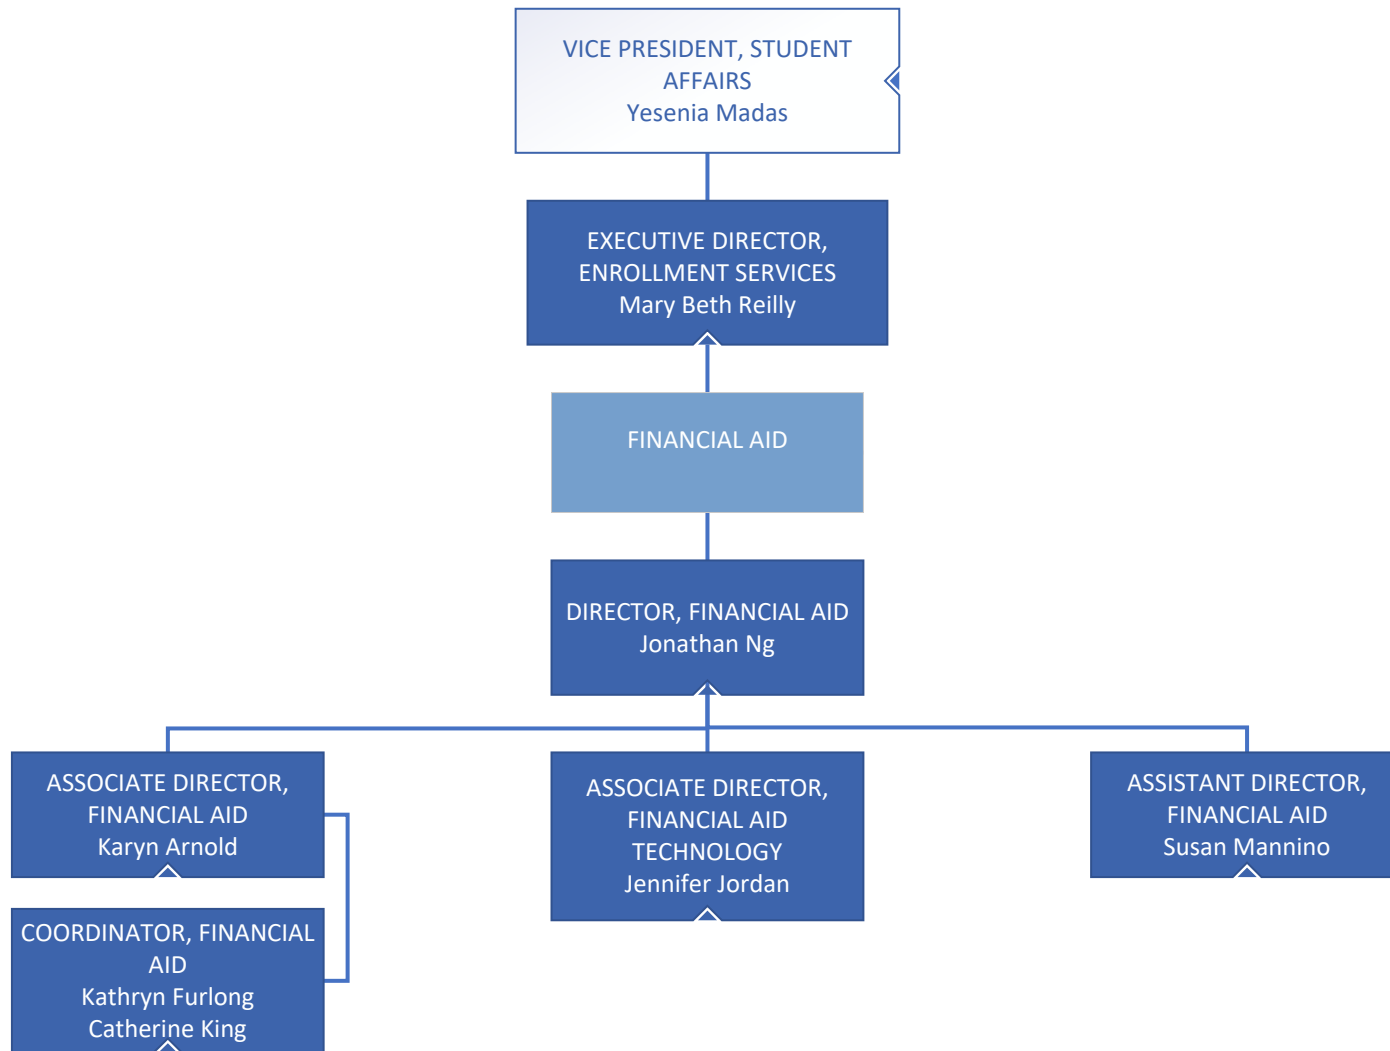 VICE PRESIDENT, STUDENT
AFFAIRS
Yesenia Madas
EXECUTIVE DIRECTOR,
ENROLLMENT SERVICES
Mary Beth Reilly
FINANCIAL AID
DIRECTOR, FINANCIAL AID
Jonathan Ng
ASSOCIATE DIRECTOR,
FINANCIAL AID
Karyn Arnold
ASSOCIATE DIRECTOR,
FINANCIAL AID
TECHNOLOGY
Jennifer Jordan
ASSISTANT DIRECTOR,
FINANCIAL AID
Susan Mannino
COORDINATOR, FINANCIAL
AID
Kathryn Furlong
Catherine King